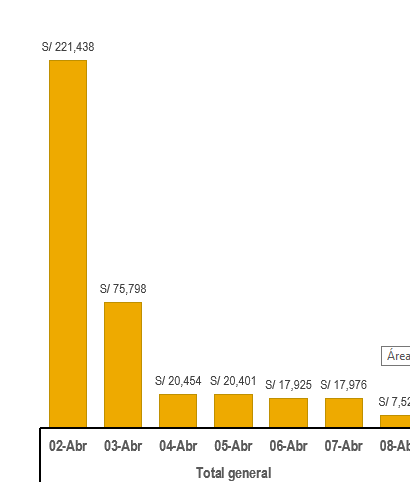 S/ 221,438
S/ 75,798
S/ 20,454
S/ 20,401
S/ 17,925
S/ 17,976
02-Abr
03-Abr
04-Abr
05-Abr
06-Abr
07-Abr
Total general